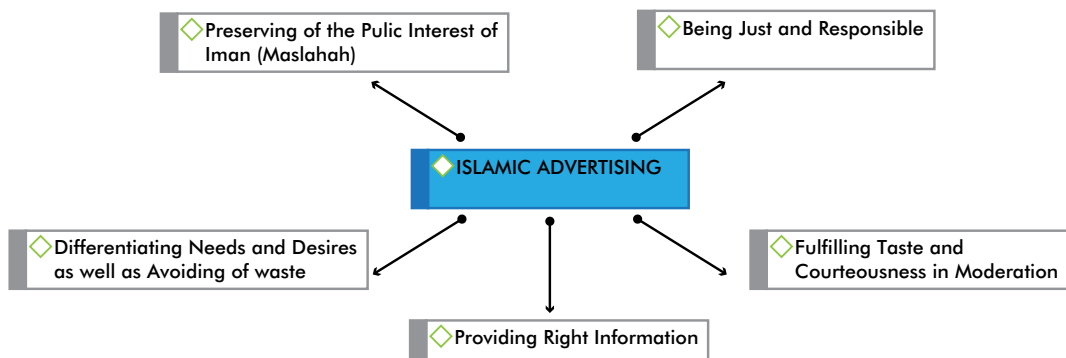 Preserving of the Pulic Interest of
Iman (Maslahah)
Being Just and Responsible
ISLAMIC ADVERTISING
Differentiating Needs and Desires
as well as Avoiding of waste
Fulfilling Taste and
Courteousness in Moderation
Providing Right Information